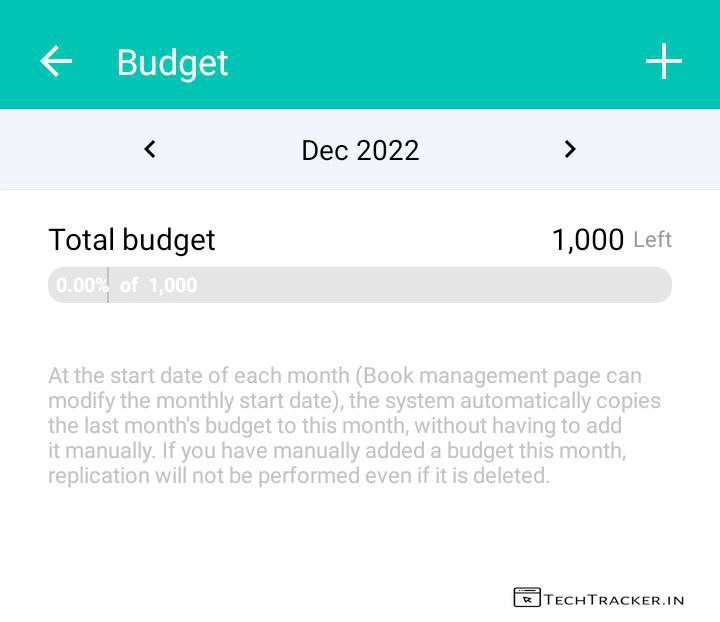 Budget
Dec 2022
Total budget 1,000 Left
0.00% of 1,000
At the start date of each month (Book management page can
modify the monthly start date), the system automatically copies
the last month's budget to this month, without having to add
it manually. If you have manually added a budget this month,
replication will not be performed even if it is deleted.
TECHTRACKER.IN